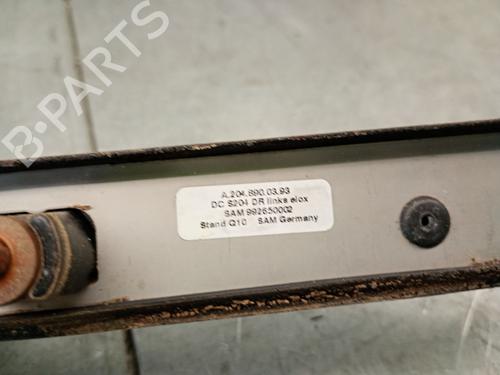 B-PARTS
A.204.890.03.93
DC S204 DR links elox
SAM 992650002
Stand Q10 SAM Germany